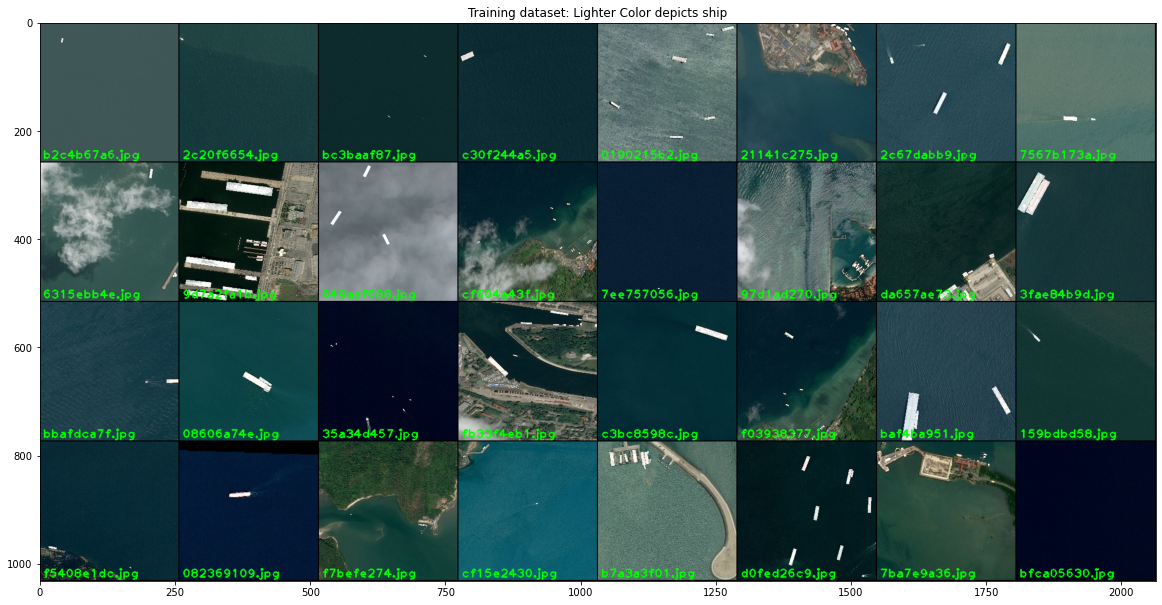 Training dataset: Lighter Color depicts ship
0
200
b2c4b67a6.jpg
2c20f6654.jpg
bc3baaf87.jpg
c30f244a5.jpg
21141c275.jpg
2c67dabb9.jpg
7567b173a.jpg
400
6315ebb4e.jpg
7ee757056.jpg
97d1ad270.jpg
3fae84b9d.jpg
600
bbafdca7f.jpg
08606a74e.jpg
35a34d457.jpg
fb33f4eb1.jpg
c3bc8598c.jpg
f03938377.jpg
159bdbd58.jpg
800
1000
f5408e1dc.jpg
082369109.jpg
f7befe274.jpg
cf15e2430.jpg
b7a3a3f01.jpg
d0fed26c9.jpg
7ba7e9a36.jpg
bfca05630.jpg
0
250
500
750
1000
1250
1500
1750
2000